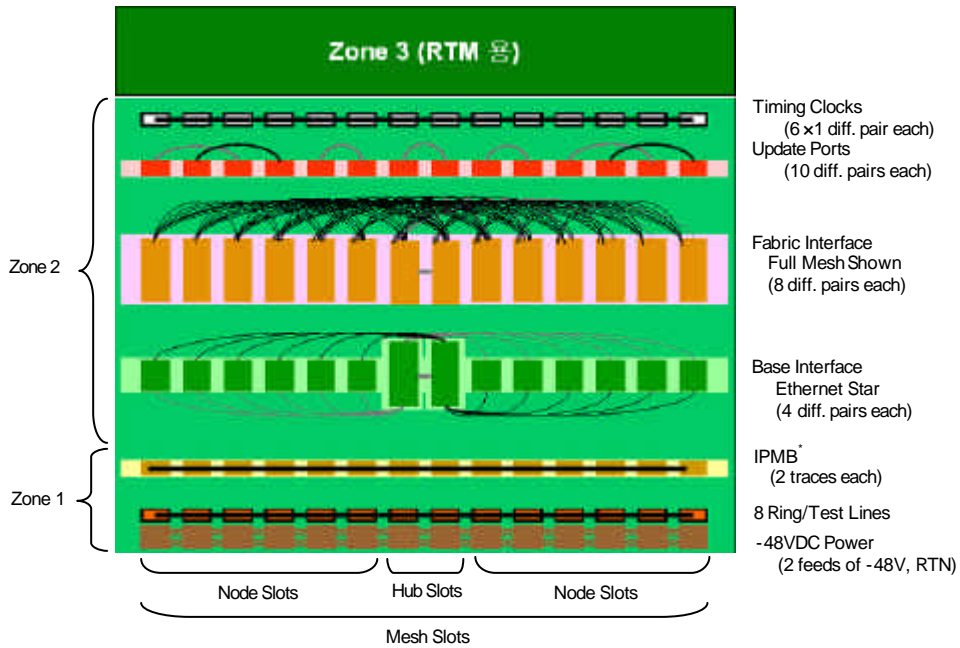 Zone 3 (RTM 용)
Timing Clocks
(6 ×1 diff. pair each)
Update Ports
(10 diff. pairs each)
Zone 2
Fabric Interface
Full Mesh Shown
(8 diff. pairs each)
Base Interface
Ethernet Star
(4 diff. pairs each)
Zone 1
IPMB*
(2 traces each)
8 Ring/Test Lines
-48VDC Power
(2 feeds of -48V, RTN)
Node Slots
Hub Slots
Node Slots
Mesh Slots